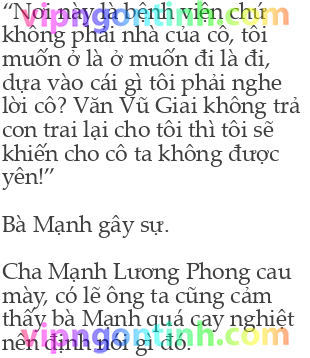 “Nơi này là bệnh viện chứ
không phải nhà của cô, tôi
muốn ở là ở muốn đi là đi,
dựa vào cái gì tôi phải nghe
lời cô? Văn Vũ Giải không trả
con trai lại cho tôi thì tôi sẽ
khiến cho cô ta không được
yên!”
Bà Mạnh gây sự.
Cha Mạnh Lương Phong cau
mày, có lẽ ông ta cũng cảm
thấy bà Mạnh quá cay nghiệt
nên định nói gì đó.
vipngontinh.com
vipngontinh.com